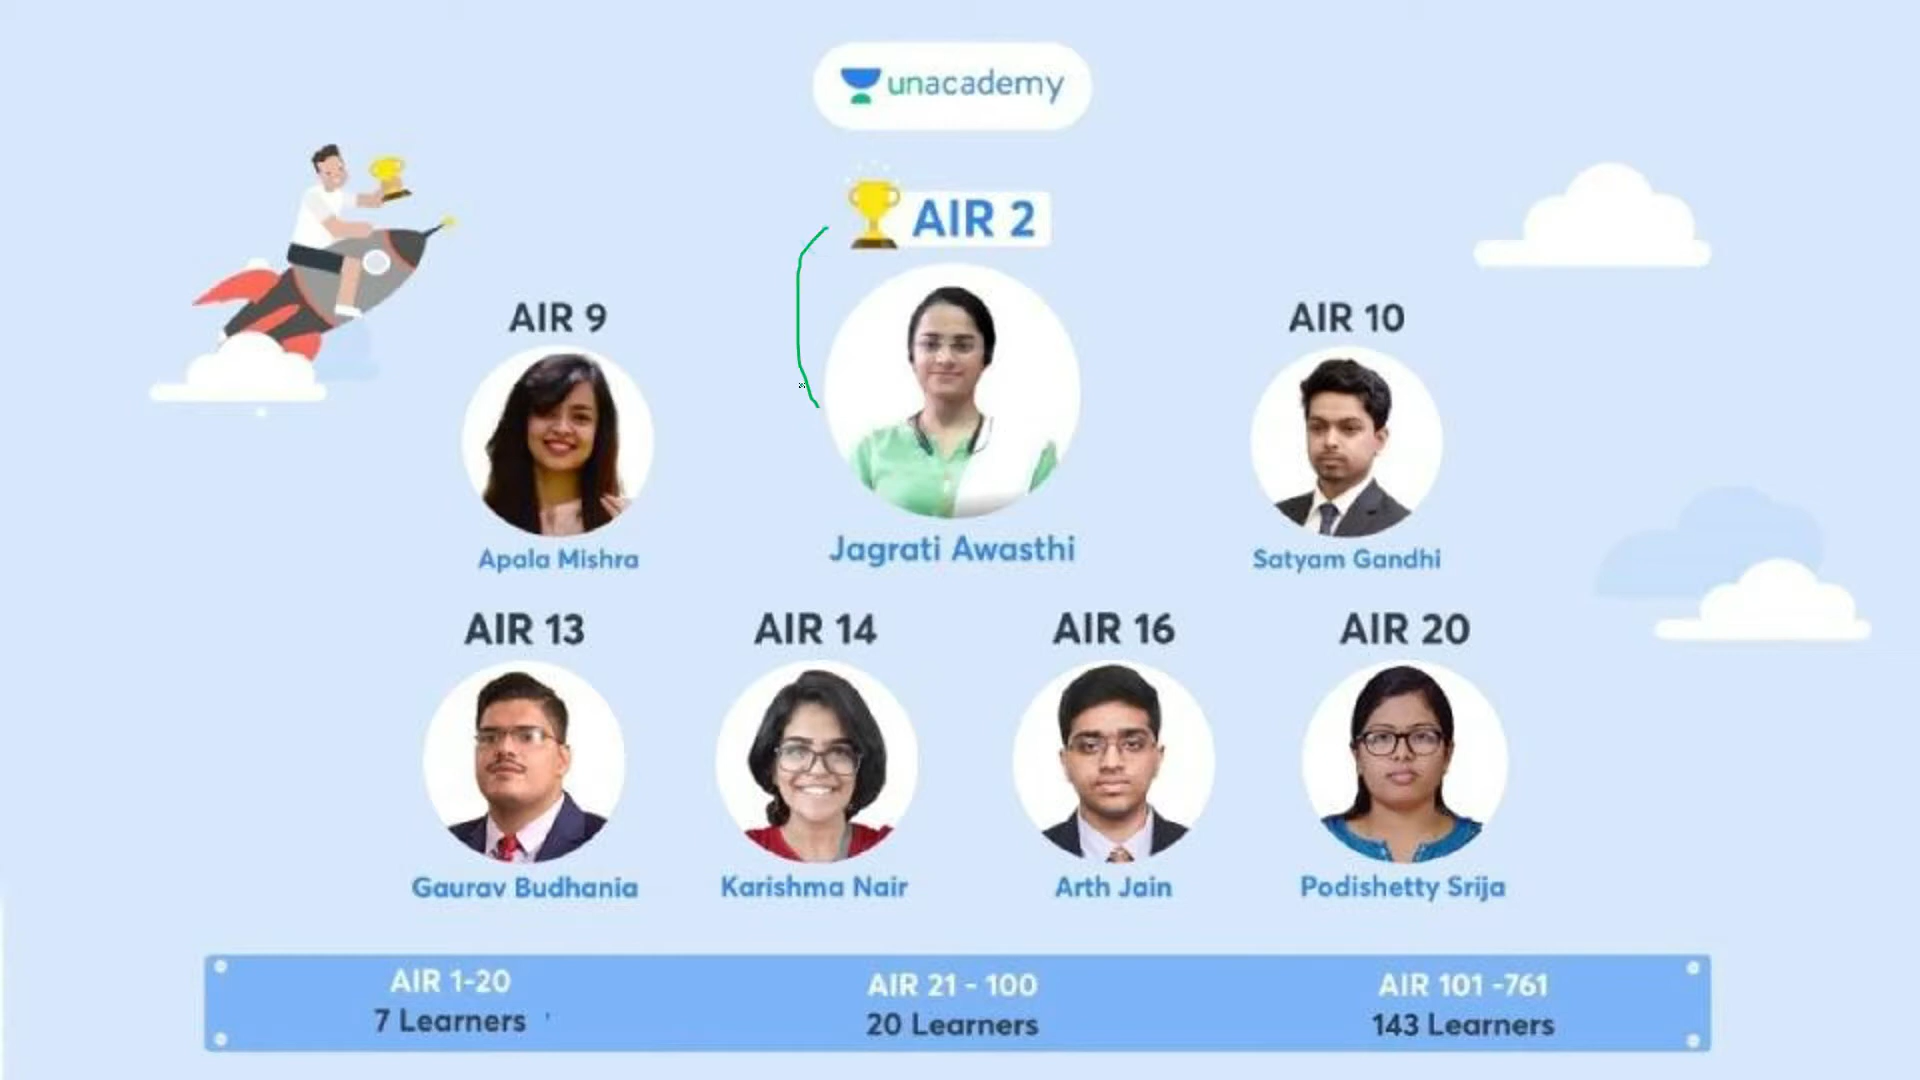 unacademy
AIR 2
AIR 9
AIR 10
Apala Mishra
Jagrati Awasthi
Satyam Gandhi
AIR 13
AIR 14
AIR 16
AIR 20
Gaurav Budhania
Karishma Nair
Arth Jain
Podishetty Srija
AIR 1-20
7 Learners
AIR 21 - 100
20 Learners
AIR 101 -761
143 Learners